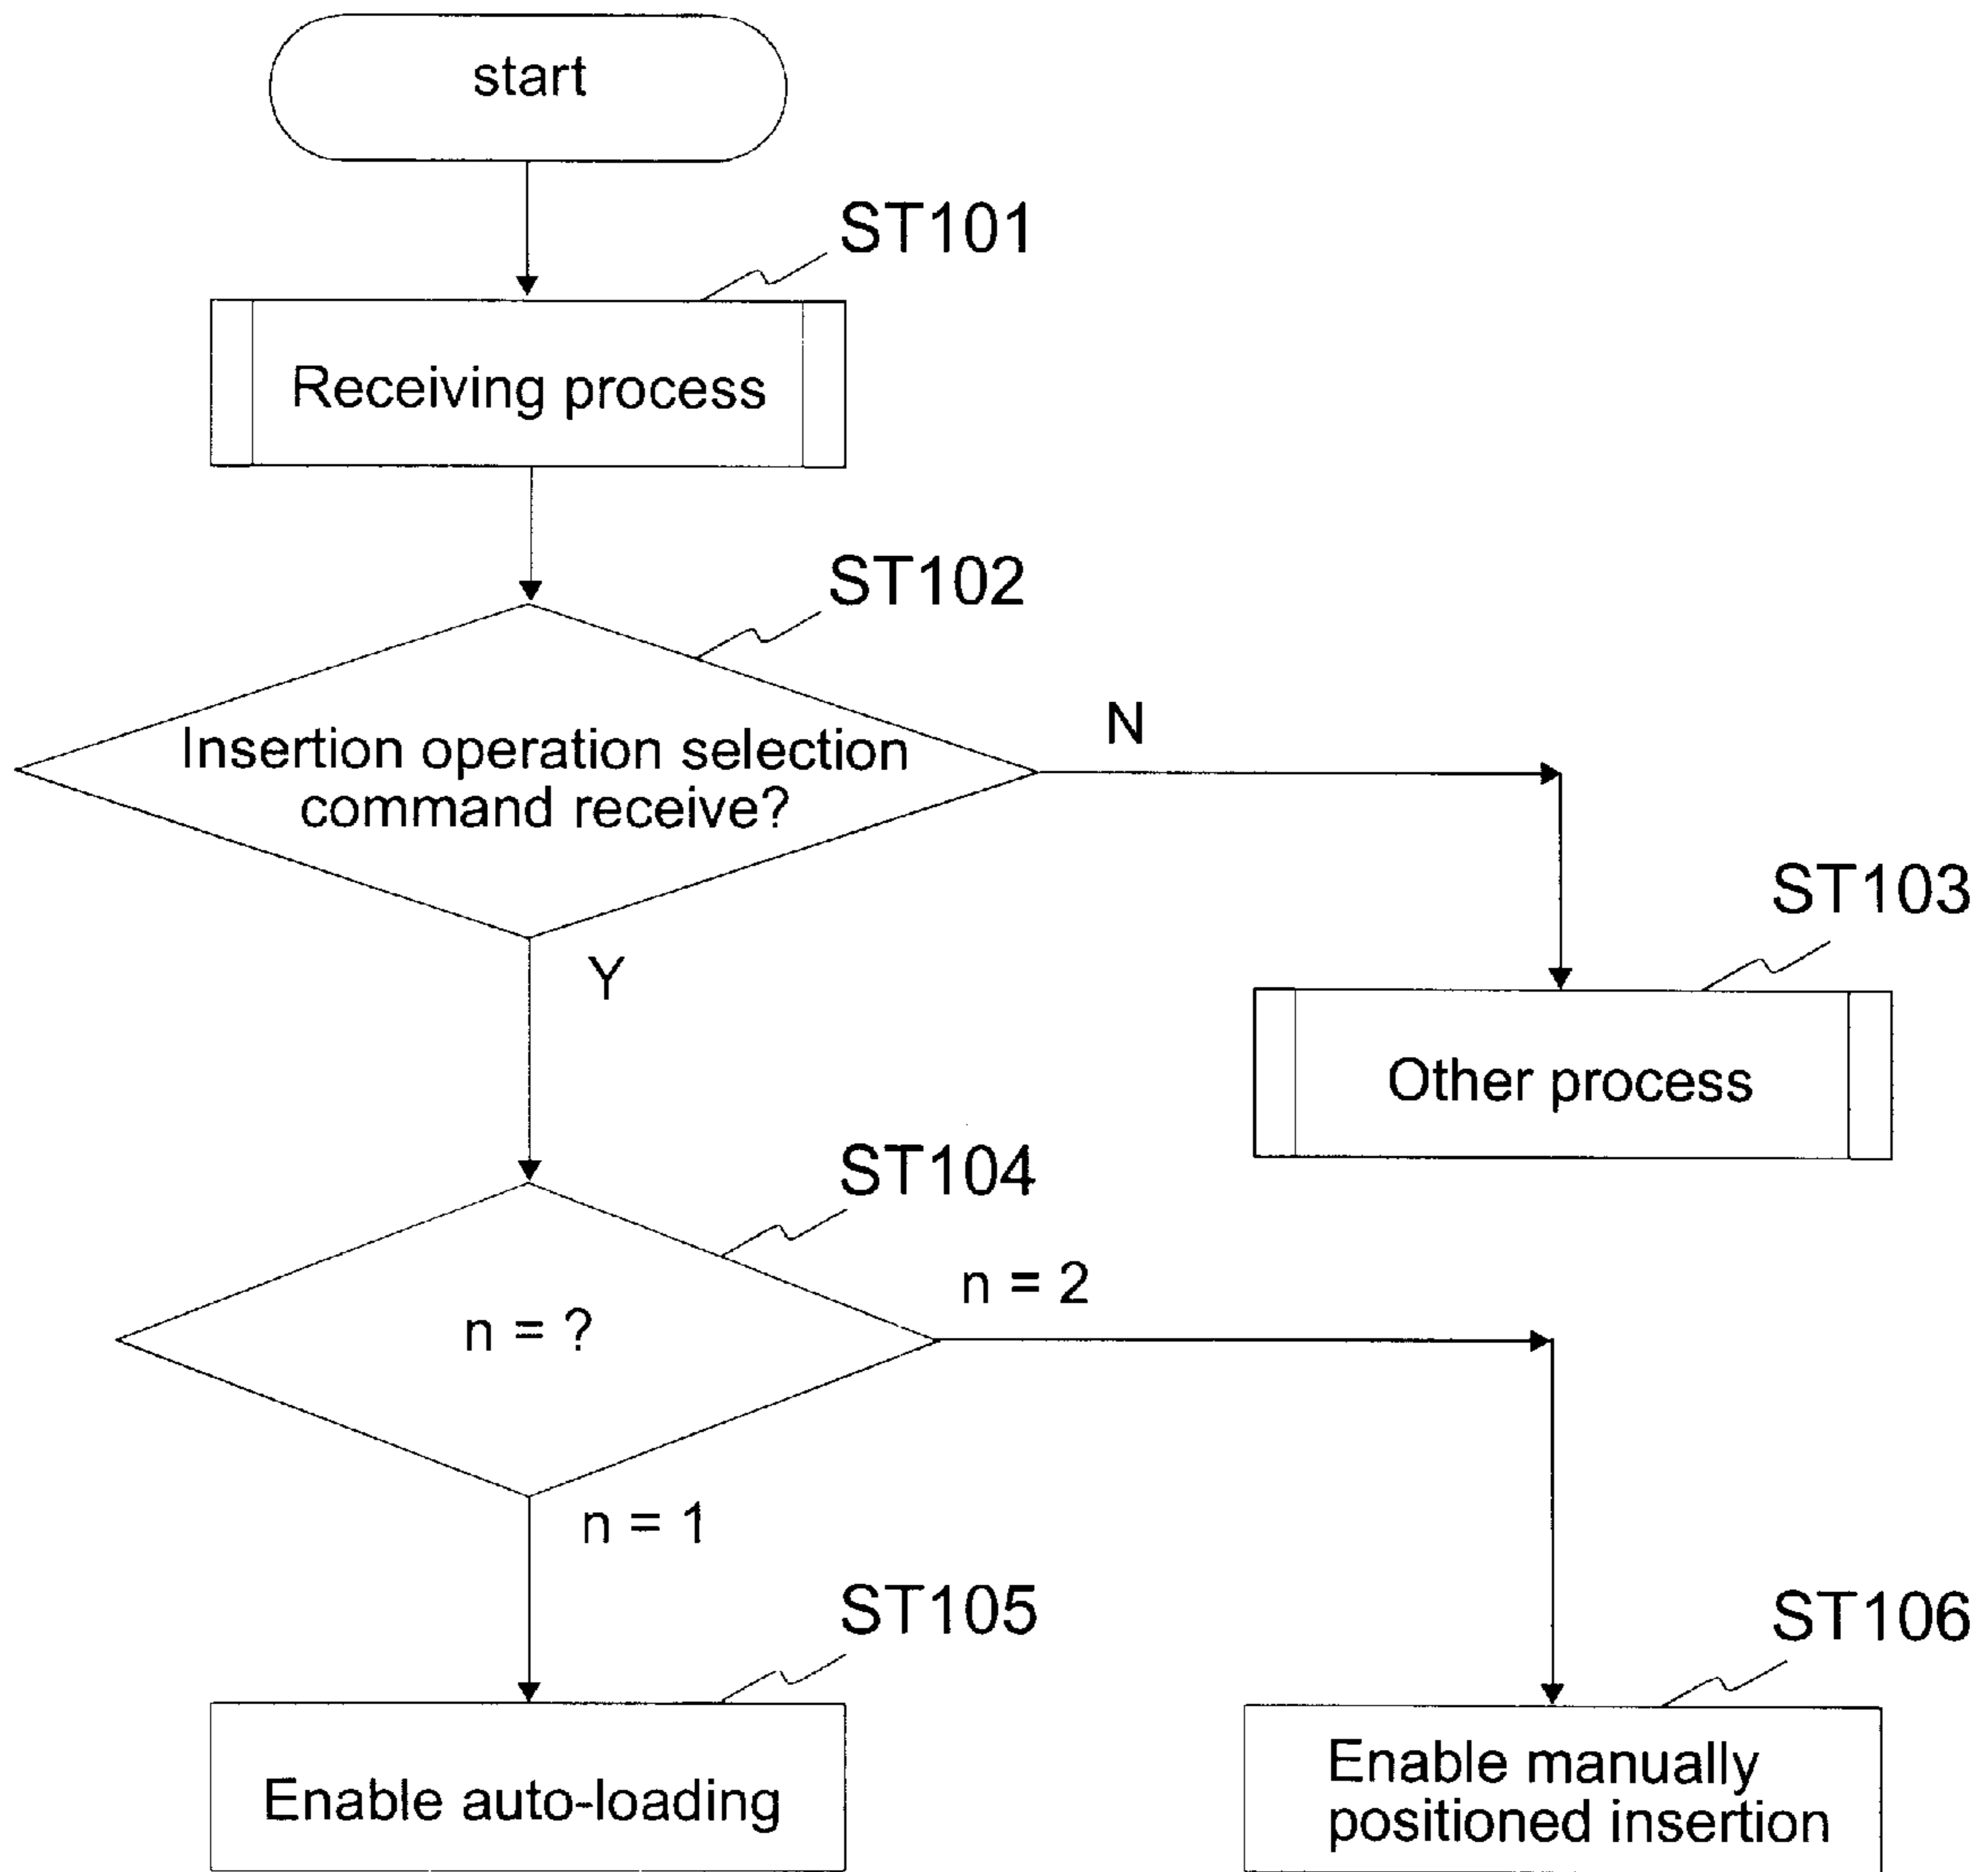 start
ST101
Receiving process
ST102
Insertion operation selection
command receive?
N
Y
ST103
Other process
ST104
n = ?
n = 2
n = 1
ST105
Enable auto-loading
ST106
Enable manually
positioned insertion